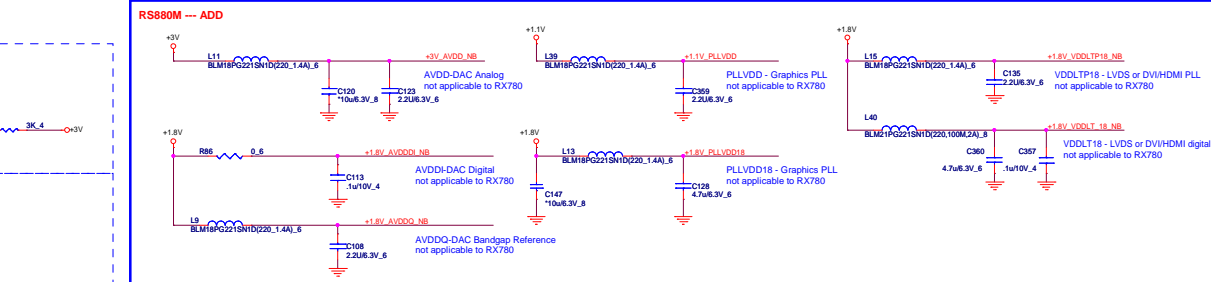 RS880M --- ADD
3K_4
+3V
+3V
L11
BLM18PG221SN1D(220_1.4A)_6
+3V_AVDD_NB
C120
*10u/6.3V_8
C123
2.2U/6.3V_6
AVDD-DAC Analog
not applicable to RX780
+1.8V
R86
0_6
+1.8V_AVDDDI_NB
C113
.1u/10V_4
AVDDI-DAC Digital
not applicable to RX780
L9
BLM18PG221SN1D(220_1.4A)_6
+1.8V_AVDDQ_NB
C108
2.2U/6.3V_6
AVDDQ-DAC Bandgap Reference
not applicable to RX780
+1.1V
L39
BLM18PG221SN1D(220_1.4A)_6
+1.1V_PLLVDD
C359
2.2U/6.3V_6
PLLVDD - Graphics PLL
not applicable to RX780
+1.8V
L13
BLM18PG221SN1D(220_1.4A)_6
+1.8V_PLLVDD18
C147
*10u/6.3V_8
C128
4.7u/6.3V_6
PLLVDD18 - Graphics PLL
not applicable to RX780
+1.8V
L15
BLM18PG221SN1D(220_1.4A)_6
+1.8V_VDDLTP18_NB
C135
2.2U/6.3V_6
VDDLTP18 - LVDS or DVI/HDMI PLL
not applicable to RX780
L40
BLM21PG221SN1D(220,100M,2A)_8
+1.8V_VDDLT_18_NB
C360
4.7u/6.3V_6
C357
.1u/10V_4
VDDLT18 - LVDS or DVI/HDMI digital
not applicable to RX780